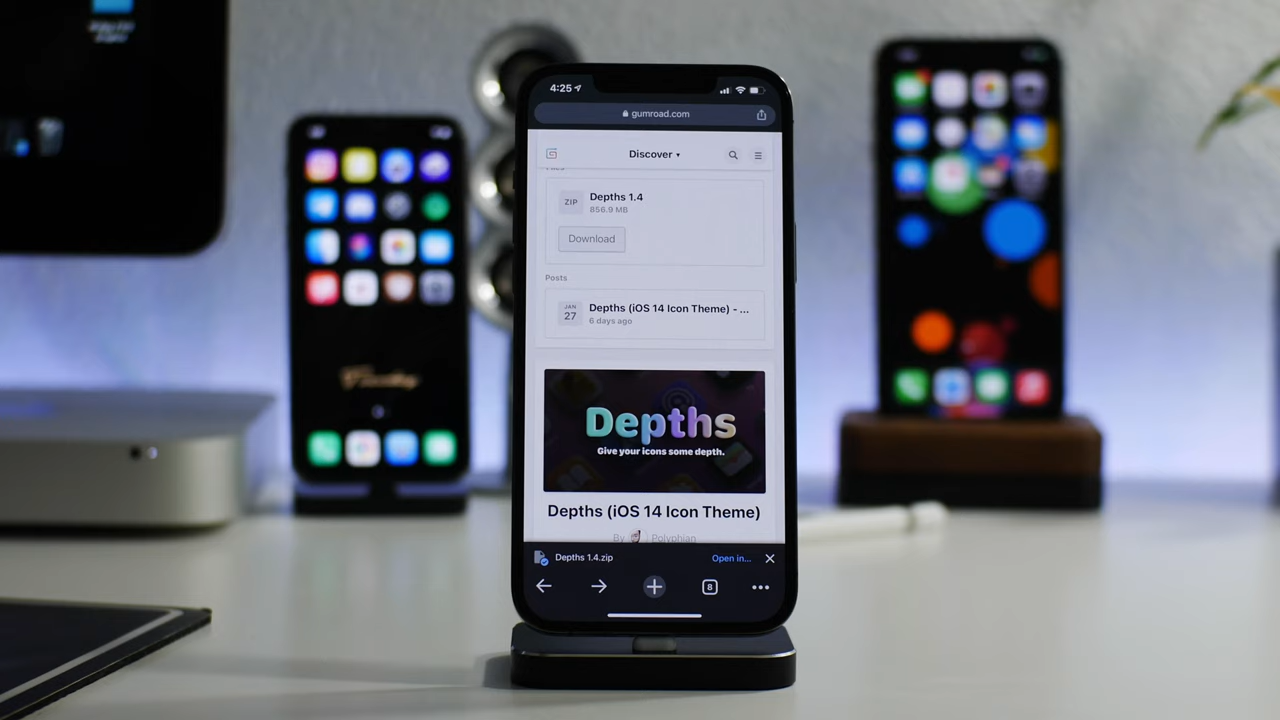 4:25
gumroad.com
Discover
ZIP
Depths 1.4
856.9 MB
Download
Posts
JAN
27
Depths (iOS 14 Icon Theme) - ...
6 days ago
Depths
Give your icons some depth.
Depths (iOS 14 Icon Theme)
By Polyphian
Depths 1.4.zip
Open in...
8